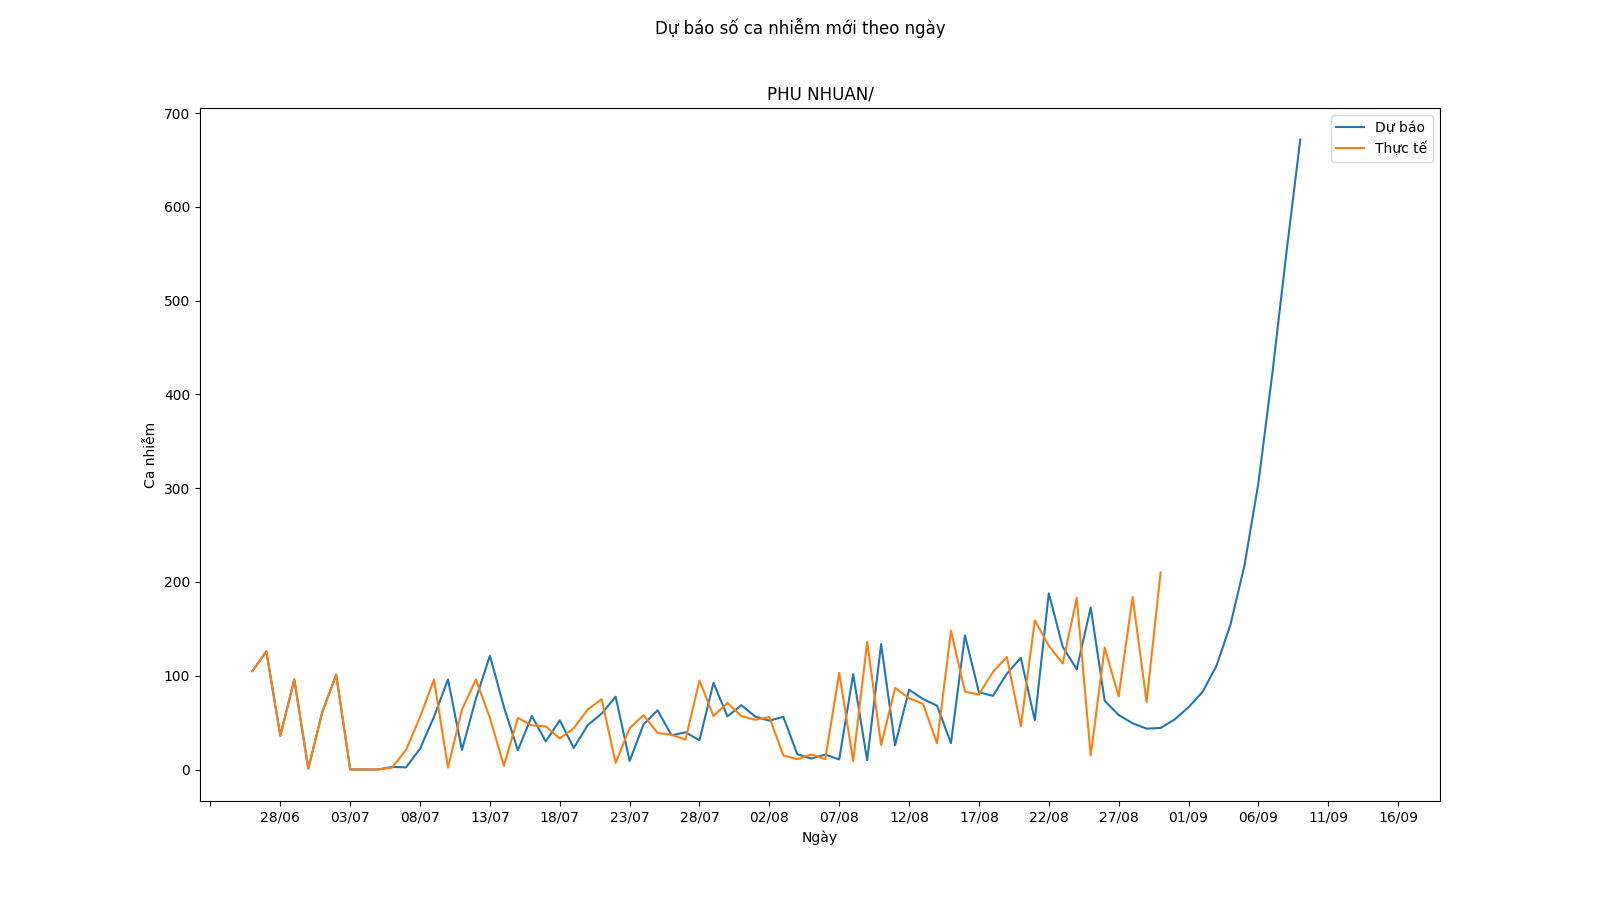 Dự báo số ca nhiễm mới theo ngày
PHU NHUAN/
Dự báo
Thực tế
700
600
500
400
300
200
100
0
Ca nhiễm
28/06 03/07 08/07 13/07 18/07 23/07 28/07 02/08 07/08 12/08 17/08 22/08 27/08 01/09 06/09 11/09 16/09
Ngày